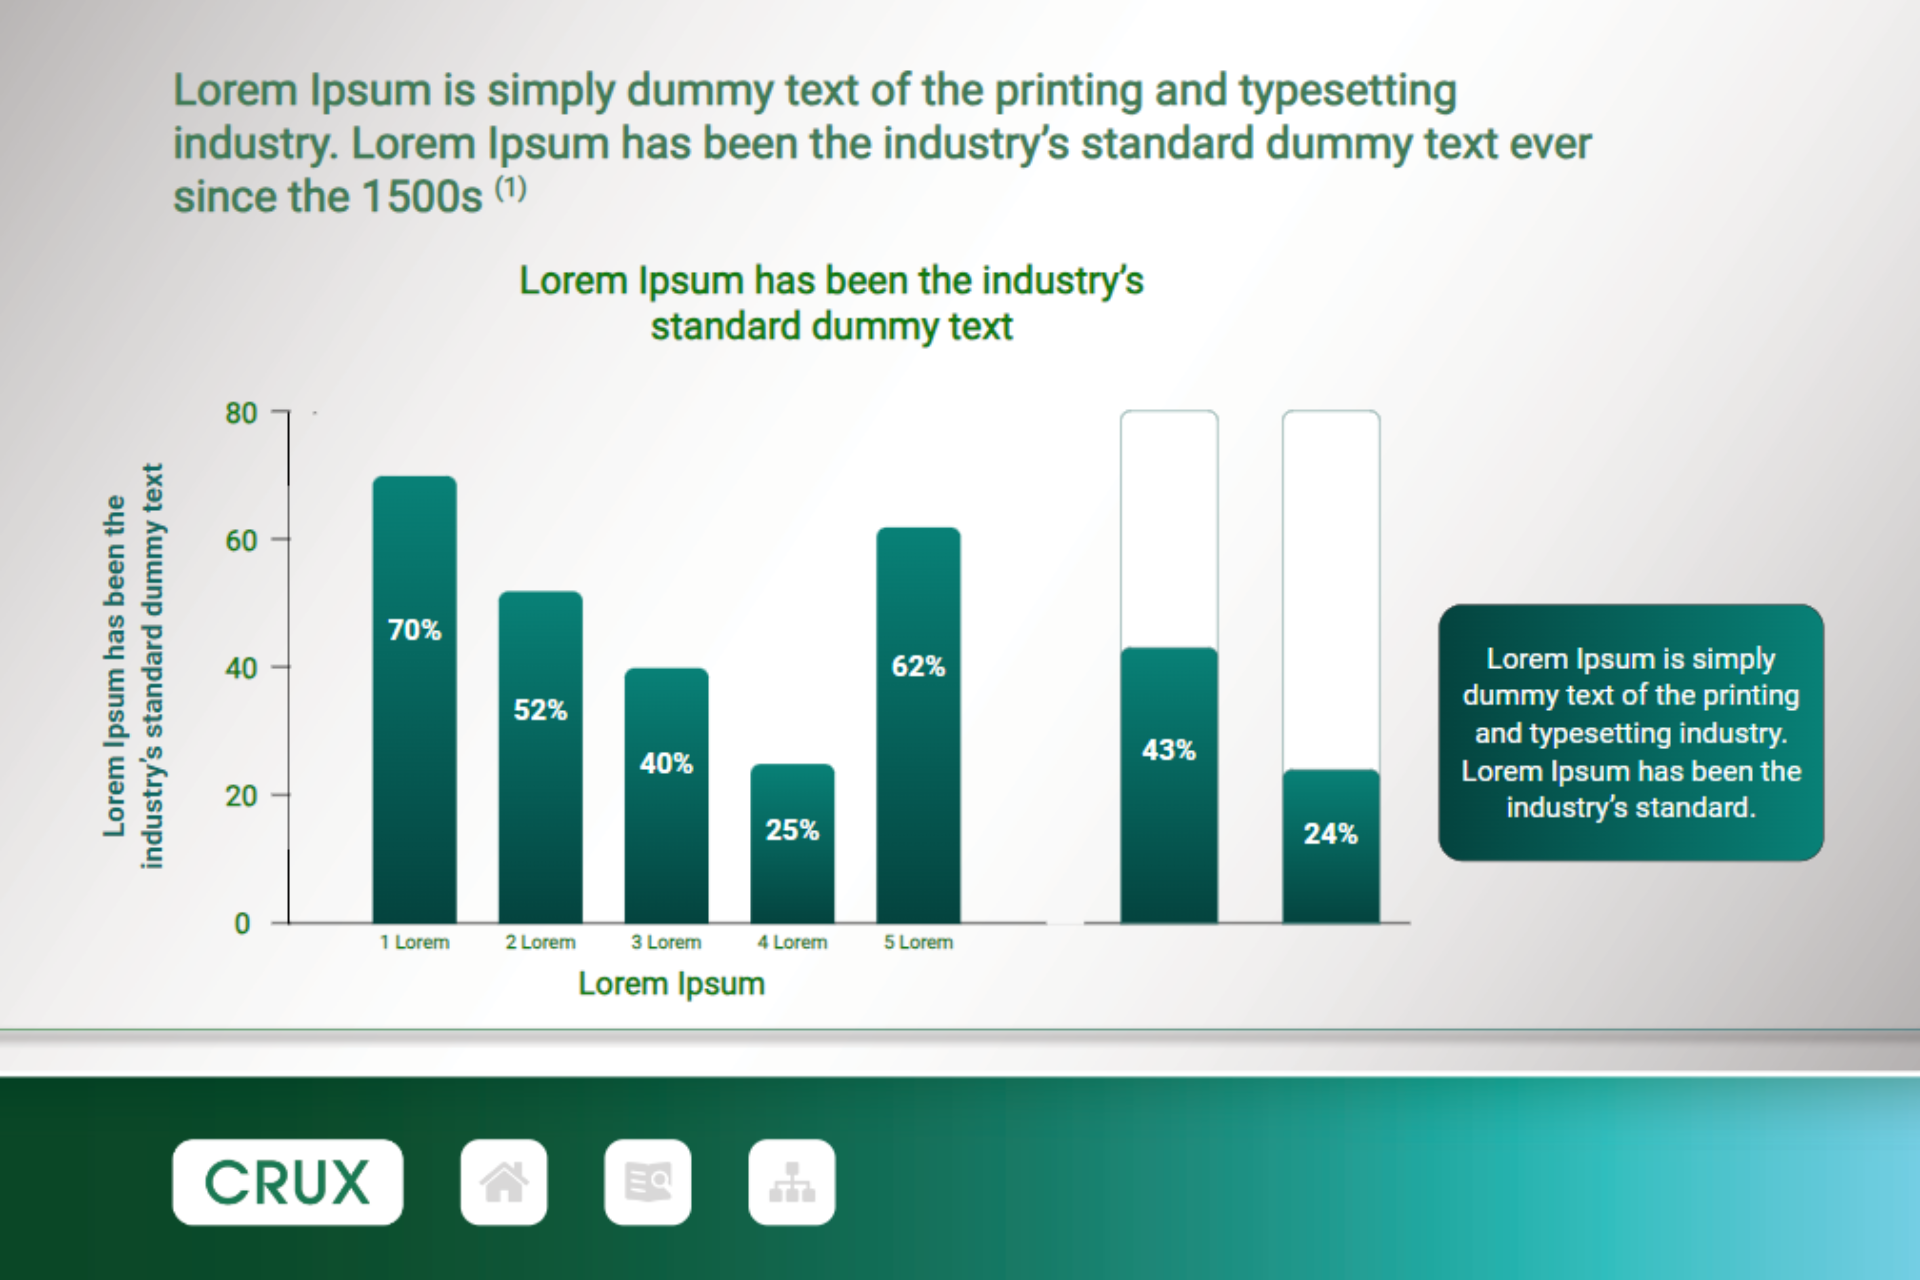 Lorem Ipsum is simply dummy text of the printing and typesetting
industry. Lorem Ipsum has been the industry’s standard dummy text ever
since the 1500s (1)
Lorem Ipsum has been the industry’s
standard dummy text
Lorem Ipsum has been the
industry’s standard dummy text
80
60
40
20
0
70%
52%
40%
25%
62%
43%
24%
1 Lorem
2 Lorem
3 Lorem
4 Lorem
5 Lorem
Lorem Ipsum
Lorem Ipsum is simply
dummy text of the printing
and typesetting industry.
Lorem Ipsum has been the
industry’s standard.
CRUX